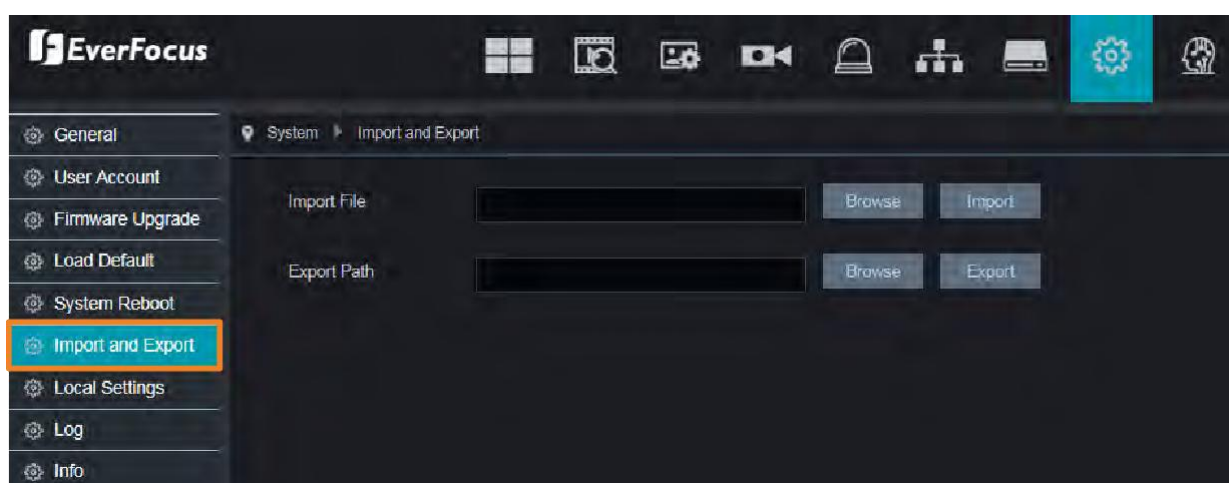 EverFocus
General
System Import and Export
User Account
Import File Browse Import
Firmware Upgrade
Load Default
Export Path Browse Export
System Reboot
Import and Export
Local Settings
Log
Info